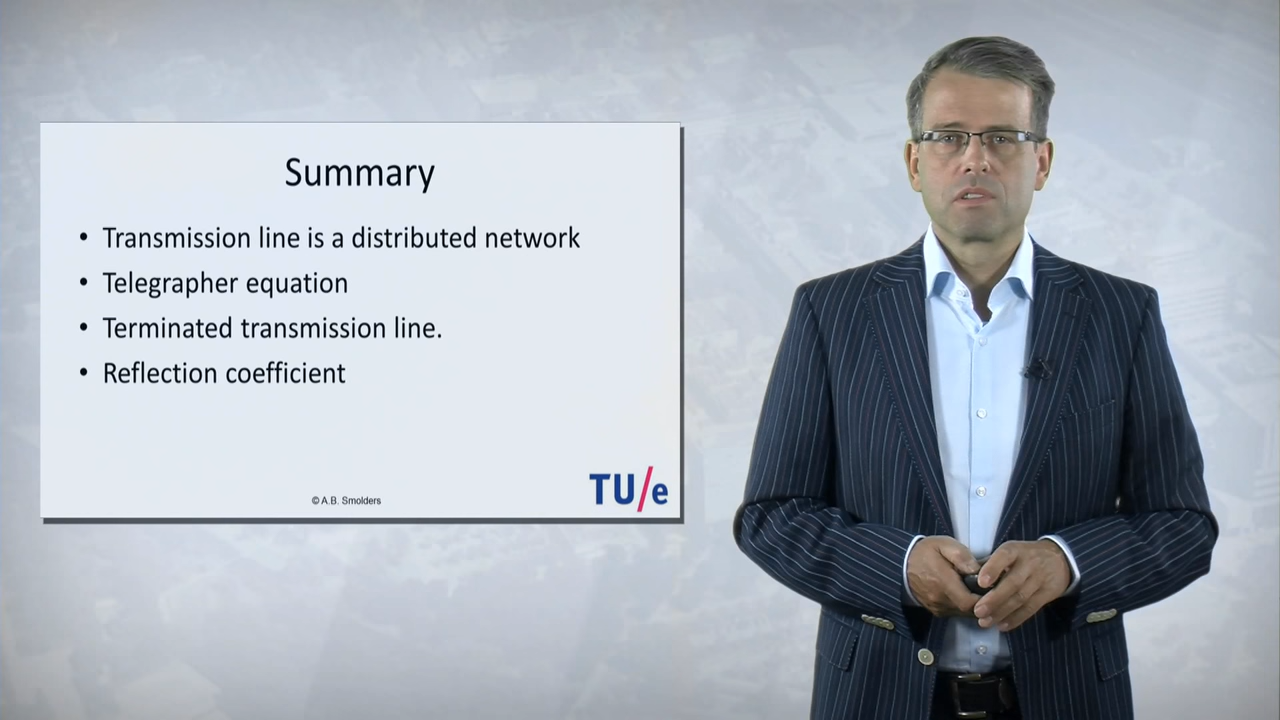 Summary
• Transmission line is a distributed network
• Telegrapher equation
• Terminated transmission line.
• Reflection coefficient
© A.B. Smolders
TU/e